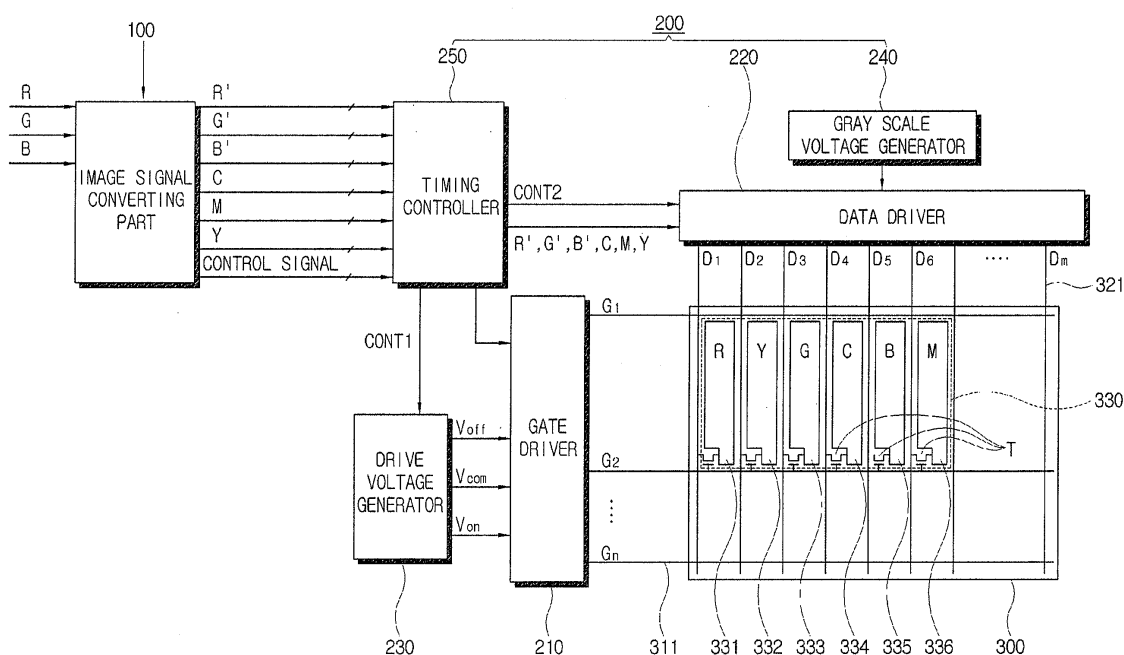 200
100
250
220
240
R
G
B
IMAGE SIGNAL
CONVERTING
PART
R'
G'
B'
C
M
Y
CONTROL SIGNAL
TIMING
CONTROLLER
GRAY SCALE
VOLTAGE GENERATOR
CONT2
R',G',B',C,M,Y
DATA DRIVER
D1 D2 D3 D4 D5 D6 ···· Dm
321
CONT1
G1
R Y G C B M
330
T
DRIVE
VOLTAGE
GENERATOR
Voff
Vcom
Von
GATE
DRIVER
G2
····
Gn
230
210
311
331
332
333
334
335
336
300